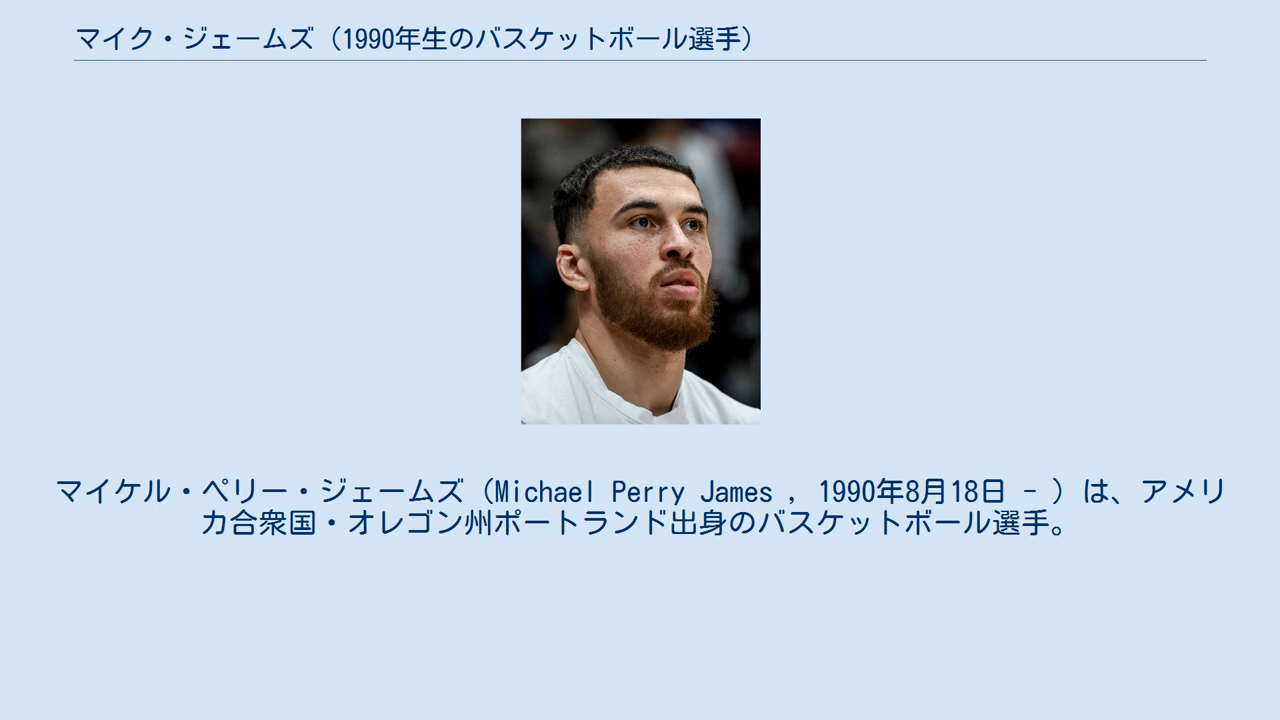 マイク・ジェームズ（1990年生のバスケットボール選手）
マイケル・ペリー・ジェームズ（Michael Perry James , 1990年8月18日 - ）は、アメリ
カ合衆国・オレゴン州ポートランド出身のバスケットボール選手。